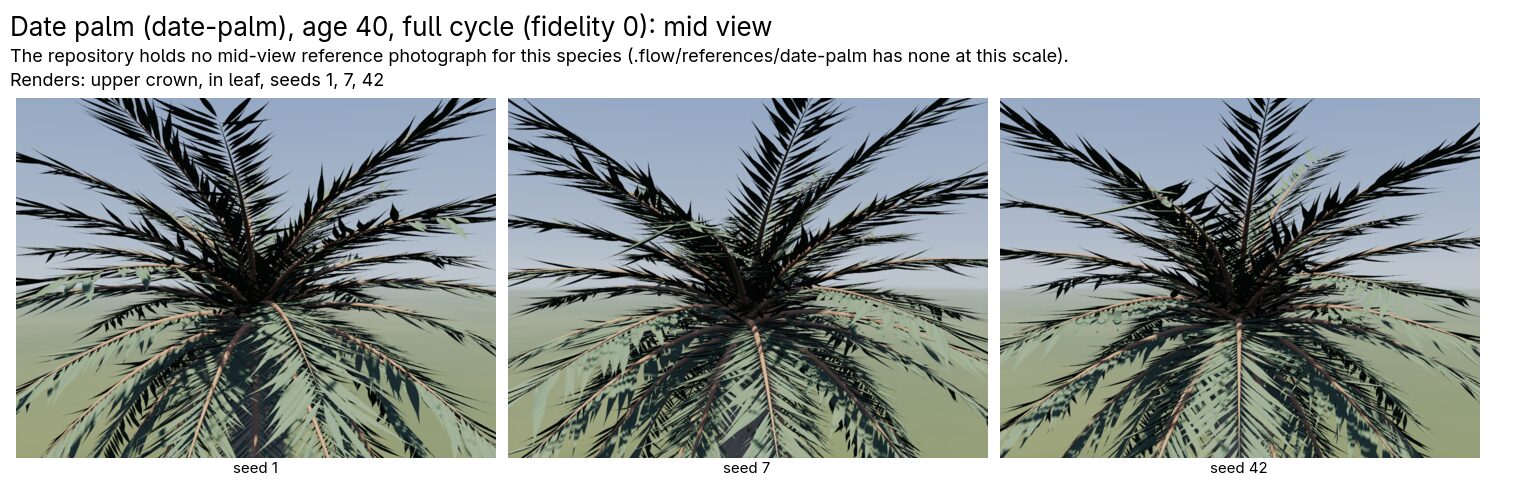 Date palm (date-palm), age 40, full cycle (fidelity 0): mid view
The repository holds no mid-view reference photograph for this species (.flow/references/date-palm has none at this scale).
Renders: upper crown, in leaf, seeds 1, 7, 42
seed 1
seed 7
seed 42